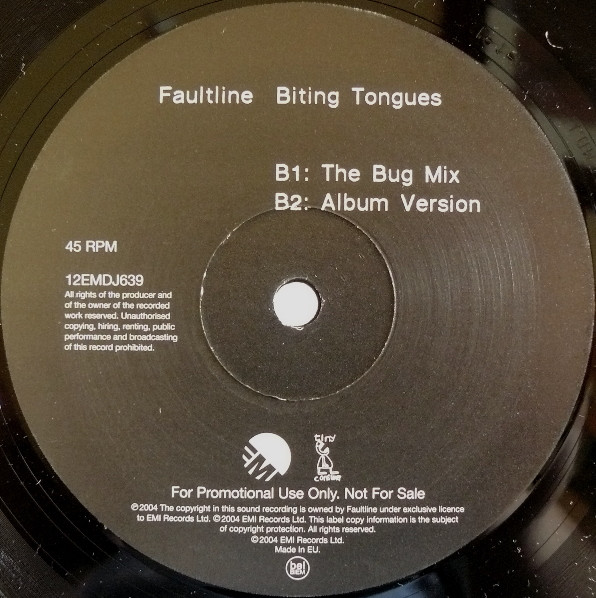 Faultline Biting Tongues
B1: The Bug Mix
B2: Album Version
45 RPM
12EMDJ639
All rights of the producer and
of the owner of the recorded
work reserved. Unauthorised
copying, hiring, renting, public
performance and broadcasting
of this record prohibited.
EMI
tiny
consumer
For Promotional Use Only. Not For Sale
℗2004 The copyright in this sound recording is owned by Faultline under exclusive licence
to EMI Records Ltd. ©2004 EMI Records Ltd. This label copy information is the subject
of copyright protection. All rights reserved.
©2004 EMI Records Ltd.
Made in EU.
bel
BIEM